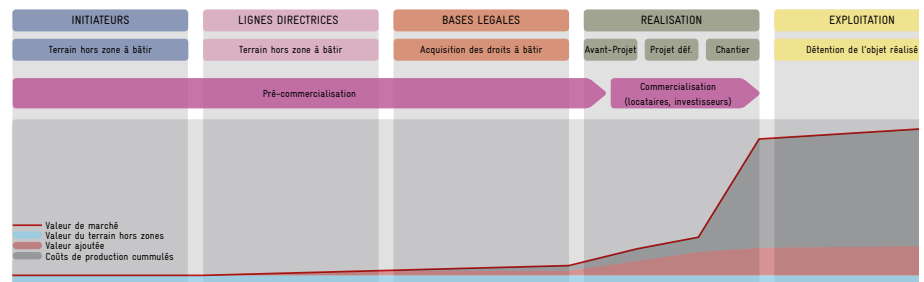 INITIATEURS
LIGNES DIRECTRICES
BASES LEGALES
REALISATION
EXPLOITATION
Terrain hors zone à bâtir
Terrain hors zone à bâtir
Acquisition des droits à bâtir
Avant-Projet
Projet déf.
Chantier
Détention de l'objet réalisé
Pré-commercialisation
Commercialisation
(locataires, investisseurs)
Valeur de marché
Valeur du terrain hors zones
Valeur ajoutée
Coûts de production cummulés